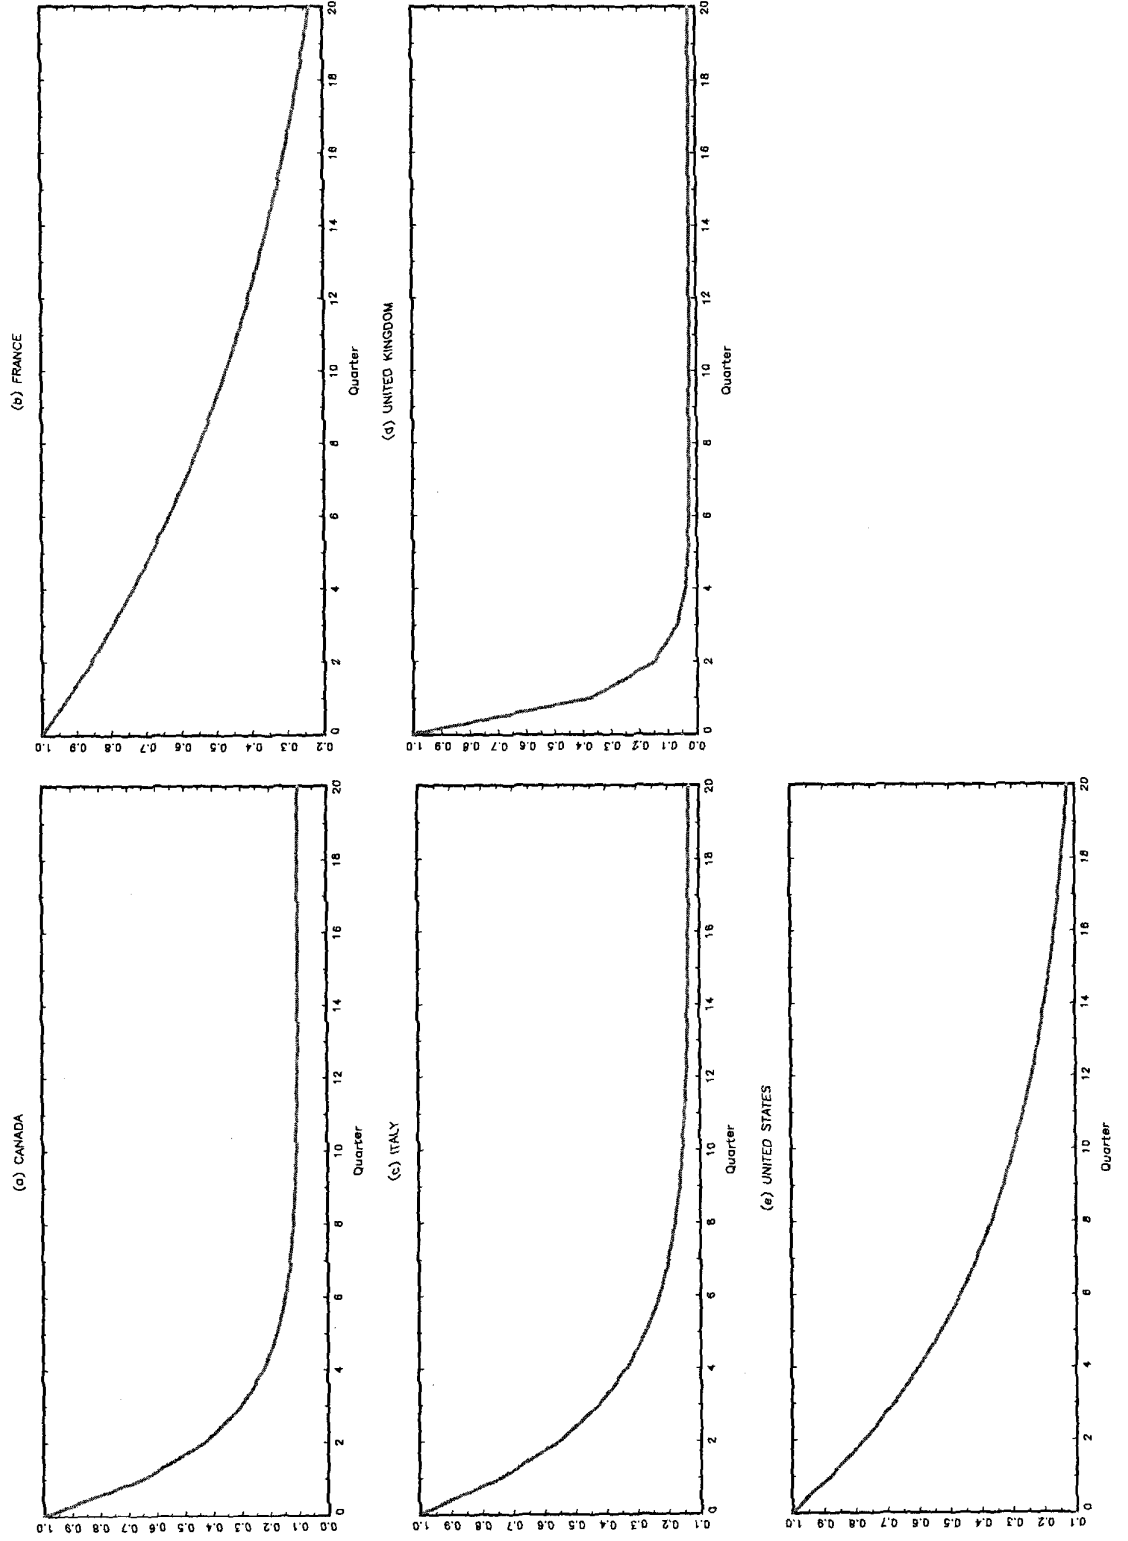 (a) CANADA
1.0 0.9 0.8 0.7 0.6 0.5 0.4 0.3 0.2 0.1 0.0
0 2 4 6 8 10 12 14 16 18 20
Quarter
(b) FRANCE
1.0 0.9 0.8 0.7 0.6 0.5 0.4 0.3 0.2
0 2 4 6 8 10 12 14 16 18 20
Quarter
(c) ITALY
1.0 0.9 0.8 0.7 0.6 0.5 0.4 0.3 0.2 0.1 0.0
0 2 4 6 8 10 12 14 16 18 20
Quarter
(d) UNITED KINGDOM
1.0 0.9 0.8 0.7 0.6 0.5 0.4 0.3 0.2 0.1 0.0
0 2 4 6 8 10 12 14 16 18 20
Quarter
(e) UNITED STATES
1.0 0.9 0.8 0.7 0.6 0.5 0.4 0.3 0.2 0.1
0 2 4 6 8 10 12 14 16 18 20
Quarter